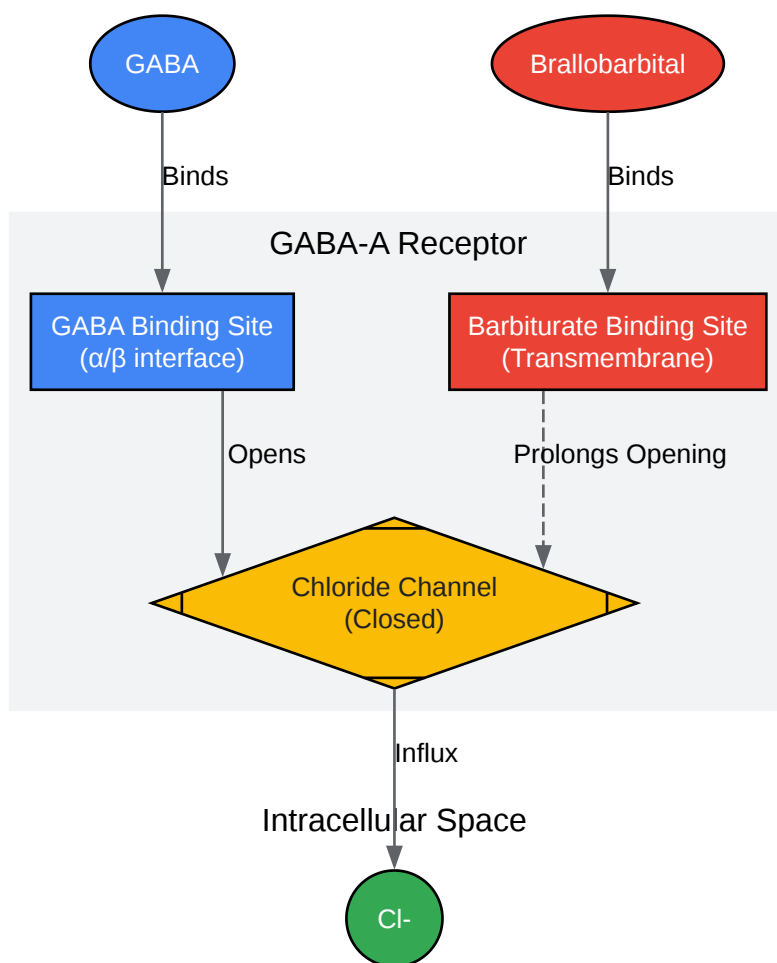 GABA
Brallobarbital
Binds
Binds
GABA-A Receptor
GABA Binding Site
(α/β interface)
Barbiturate Binding Site
(Transmembrane)
Opens
Prolongs Opening
Chloride Channel
(Closed)
Influx
Intracellular Space
Cl-